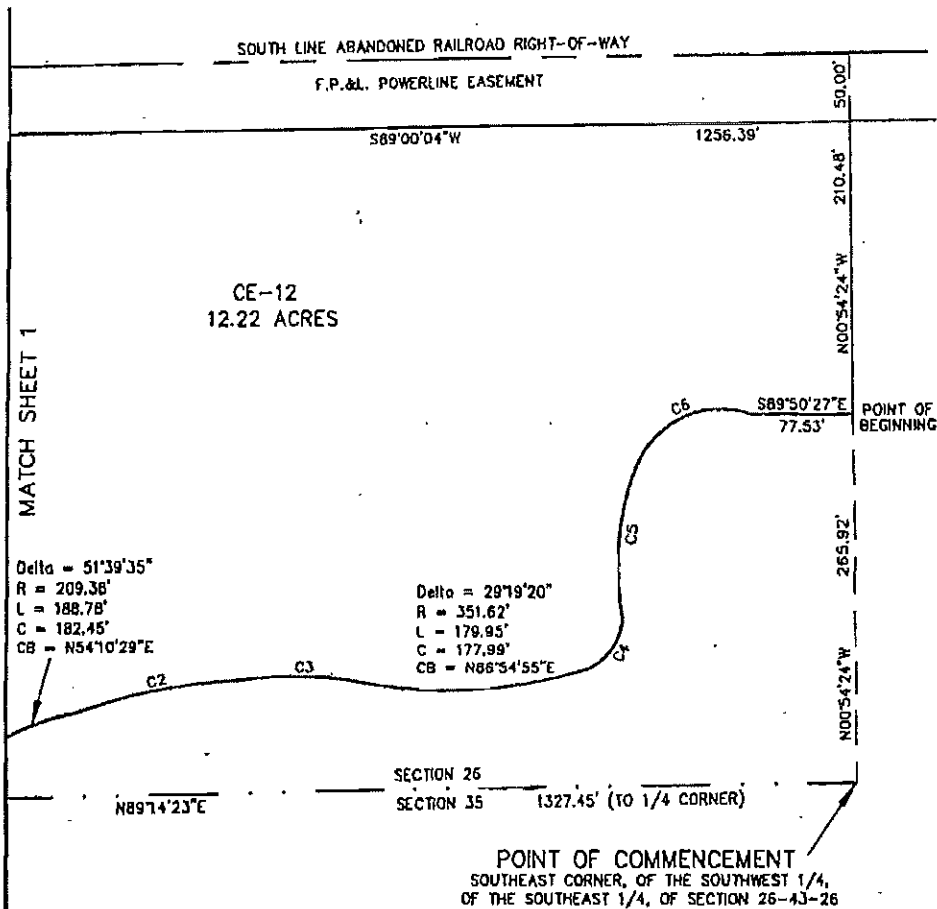 SOUTH LINE ABANDONED RAILROAD RIGHT-OF-WAY
F.P.&L. POWERLINE EASEMENT
50.00'
S89°00'04"W
1256.39'
210.48'
N00°54'24"W
CE-12
12.22 ACRES
MATCH SHEET 1
C6
S89°50'27"E
77.53'
POINT OF
BEGINNING
C5
265.92'
Delta = 51°39'35"
R = 209.38'
L = 188.78'
C = 182.45'
CB = N54°10'29"E
Delta = 29°19'20"
R = 351.62'
L = 179.95'
C = 177.99'
CB = N86°54'55"E
C4
C2
C3
N00°54'24"W
SECTION 26
N89°14'23"E
SECTION 35
1327.45' (TO 1/4 CORNER)
POINT OF COMMENCEMENT
SOUTHEAST CORNER, OF THE SOUTHWEST 1/4,
OF THE SOUTHEAST 1/4, OF SECTION 26-43-26